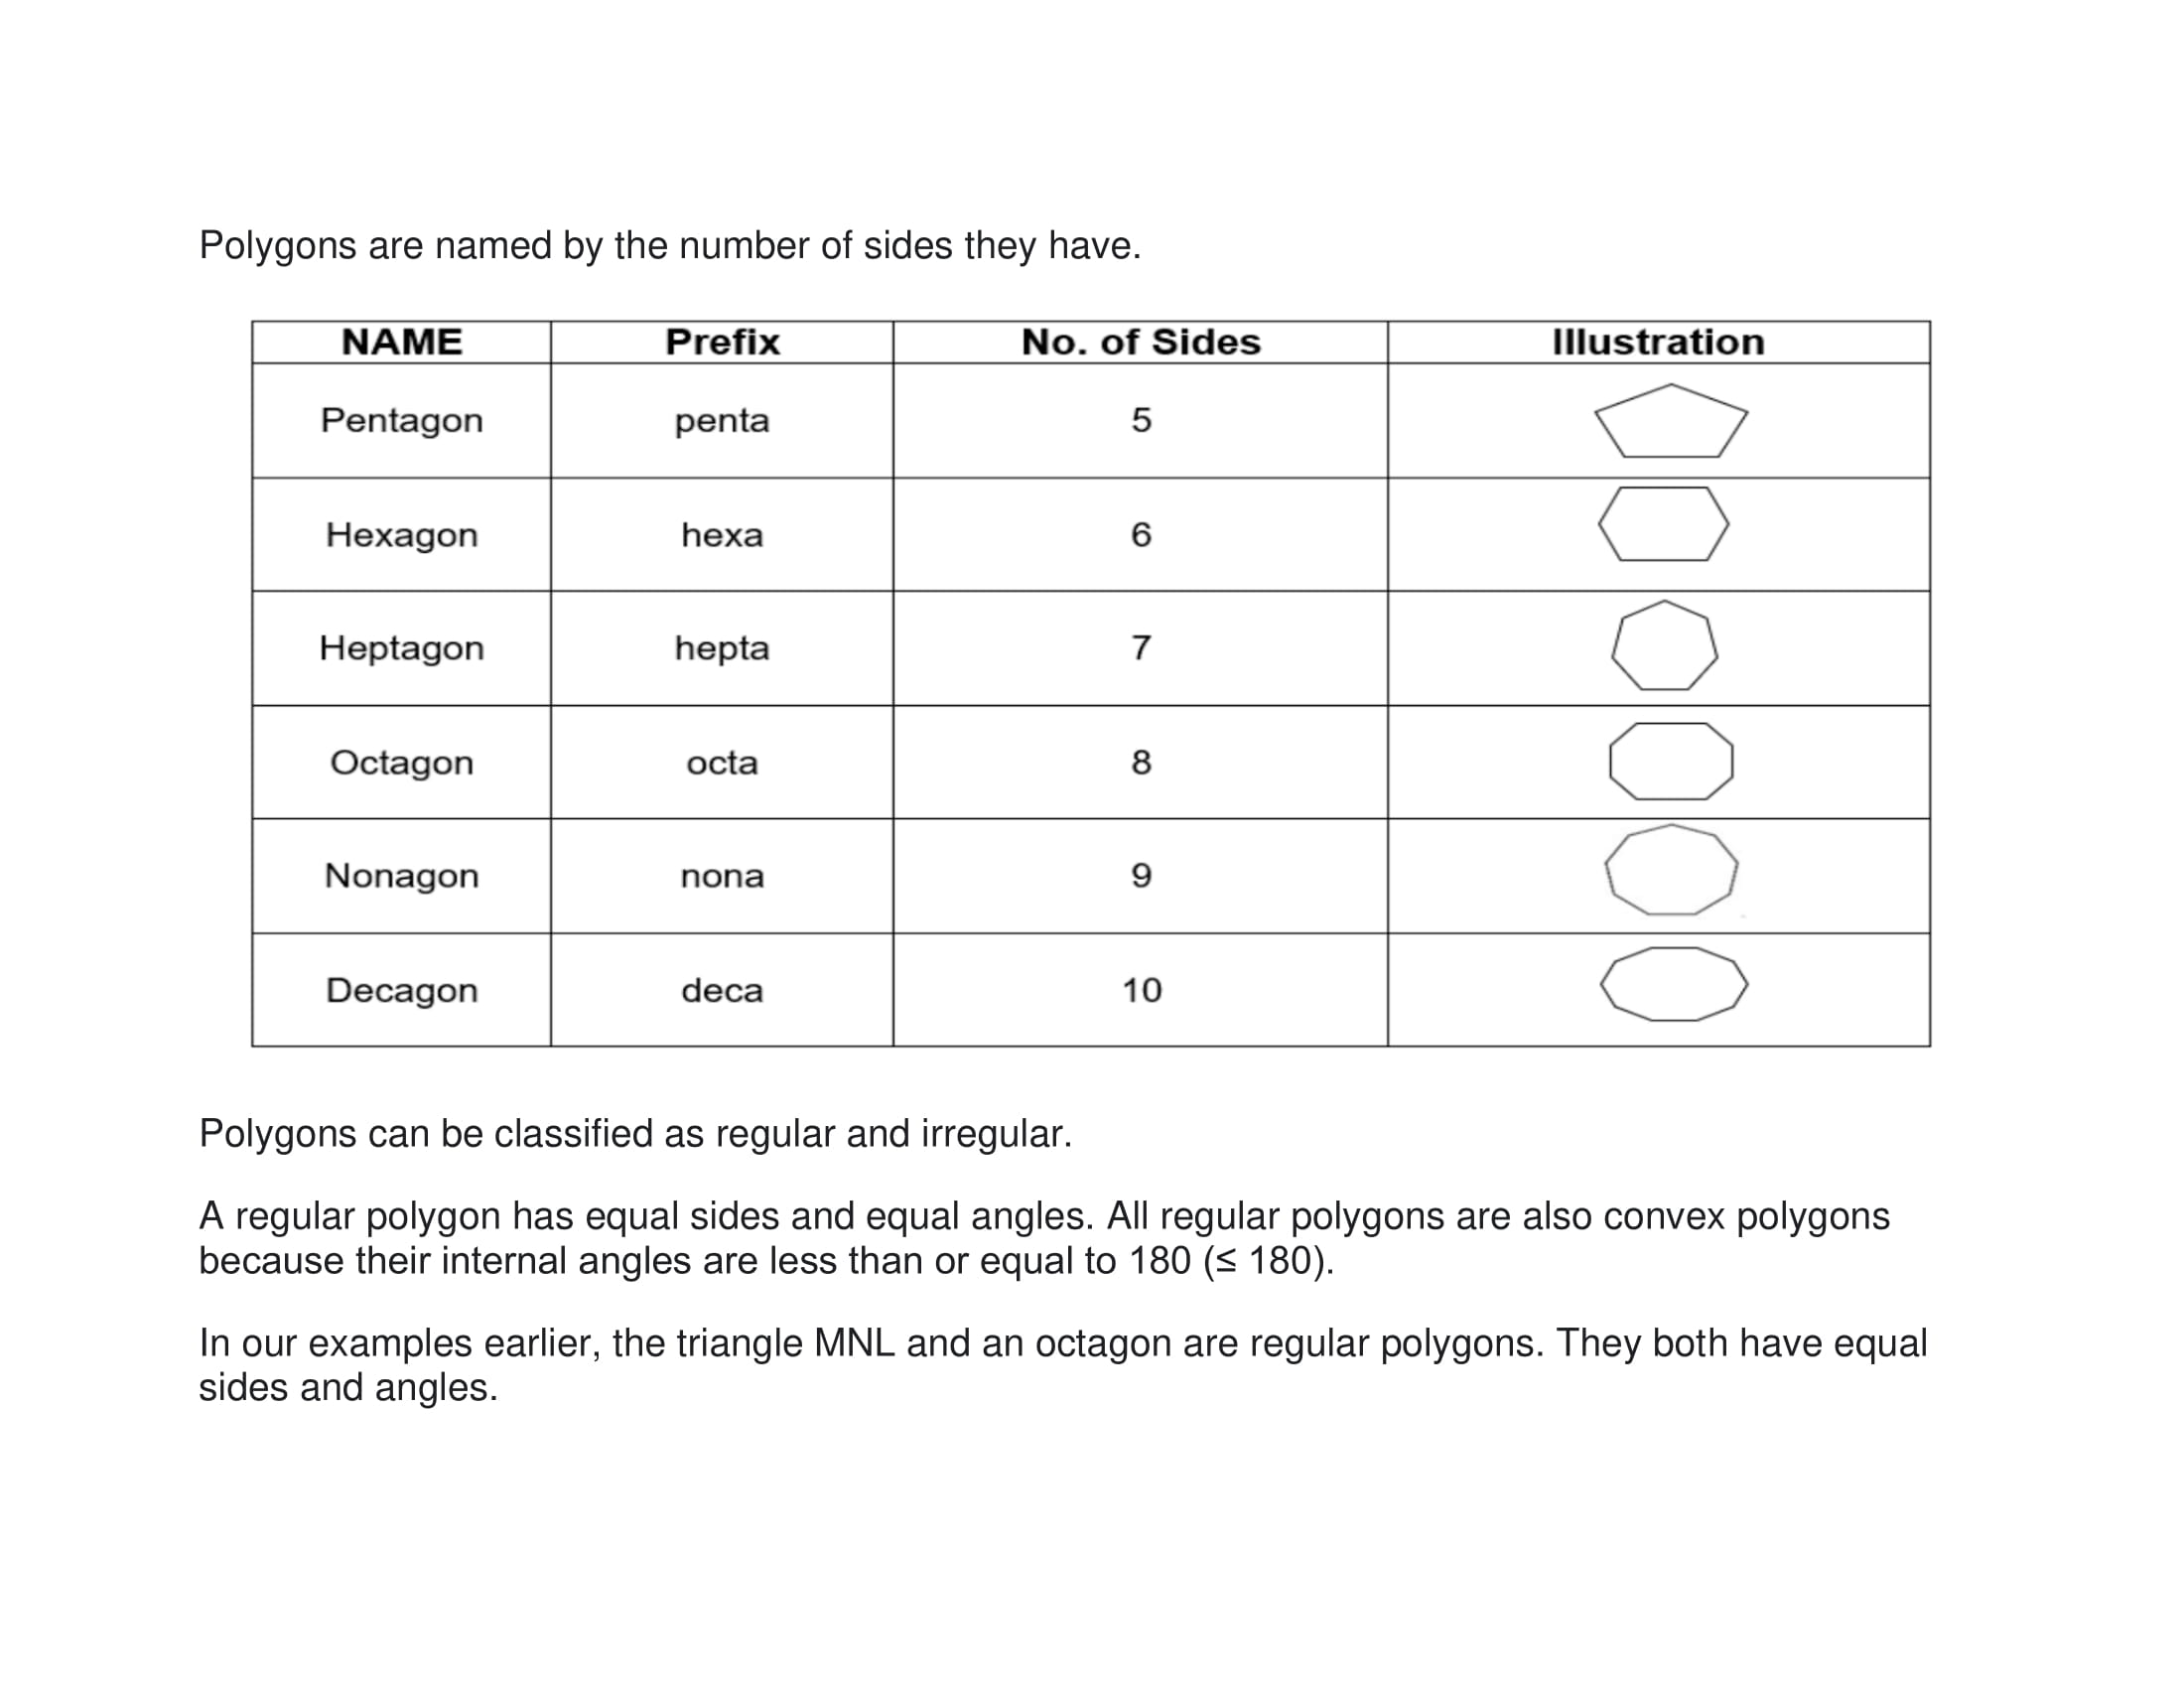 Polygons are named by the number of sides they have.
NAME Prefix No. of Sides Illustration
Pentagon penta 5
Hexagon hexa 6
Heptagon hepta 7
Octagon octa 8
Nonagon nona 9
Decagon deca 10
Polygons can be classified as regular and irregular.
A regular polygon has equal sides and equal angles. All regular polygons are also convex polygons
because their internal angles are less than or equal to 180 (≤ 180).
In our examples earlier, the triangle MNL and an octagon are regular polygons. They both have equal
sides and angles.